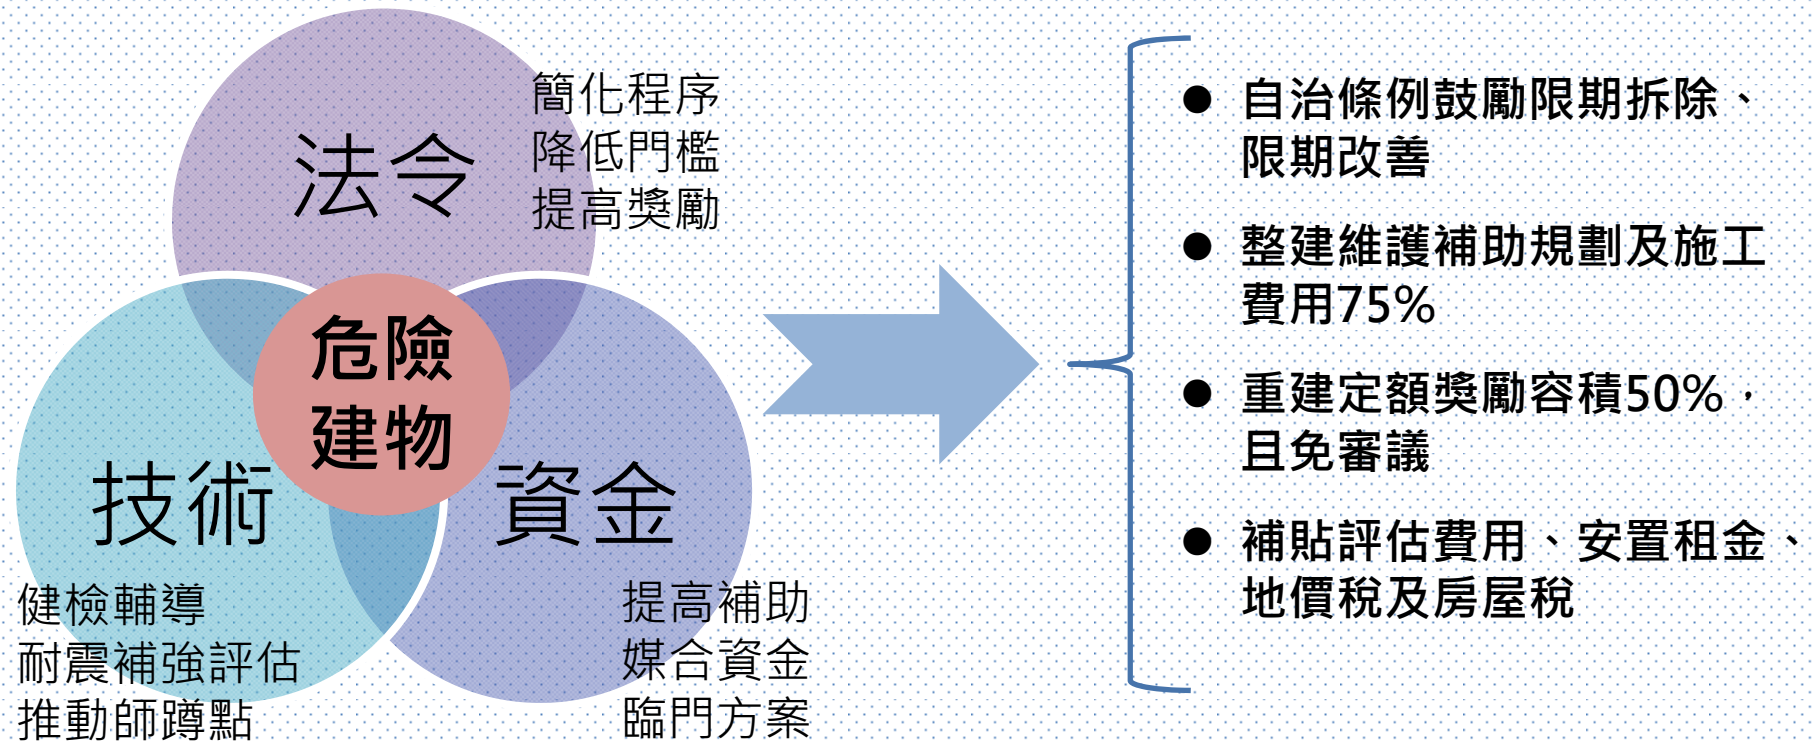 法令
簡化程序
降低門檻
提高獎勵
危險
建物
技術
健檢輔導
耐震補強評估
推動師蹲點
資金
提高補助
媒合資金
臨門方案
● 自治條例鼓勵限期拆除、
限期改善
● 整建維護補助規劃及施工
費用75%
● 重建定額獎勵容積50%，
且免審議
● 補貼評估費用、安置租金、
地價稅及房屋稅